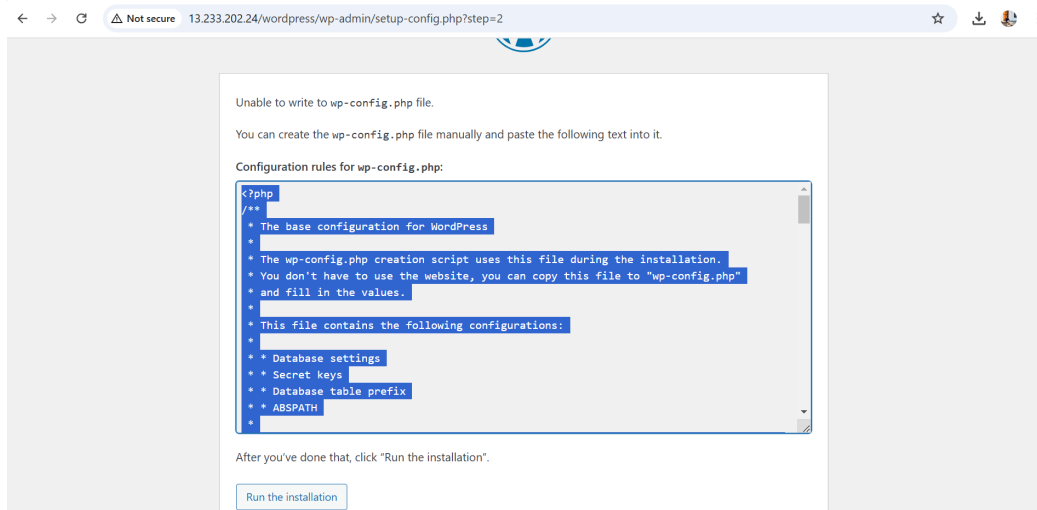 Not secure 13.233.202.24/wordpress/wp-admin/setup-config.php?step=2
Unable to write to wp-config.php file.
You can create the wp-config.php file manually and paste the following text into it.
Configuration rules for wp-config.php:
<?php
/**
 * The base configuration for WordPress
 *
 * The wp-config.php creation script uses this file during the installation.
 * You don't have to use the website, you can copy this file to "wp-config.php"
 * and fill in the values.
 *
 * This file contains the following configurations:
 *
 * * Database settings
 * * Secret keys
 * * Database table prefix
 * * ABSPATH
 *
After you've done that, click “Run the installation”.
Run the installation